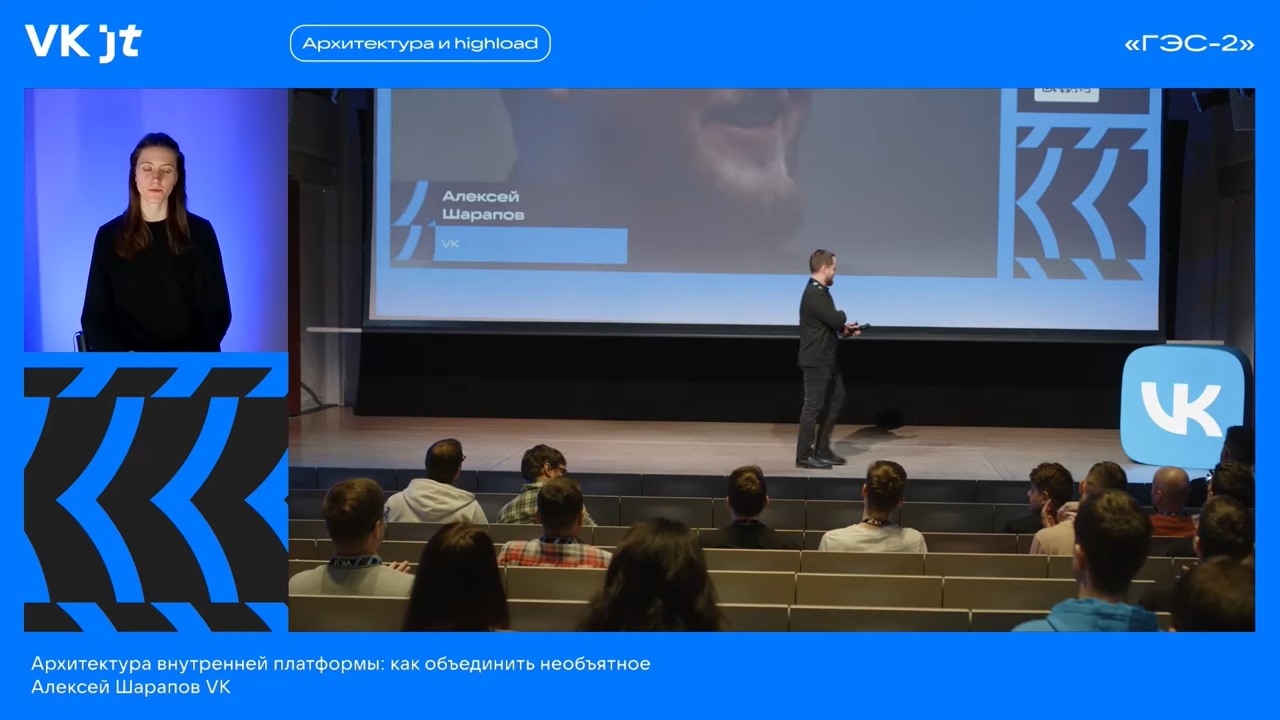 VK jt
Архитектура и highload
«ГЭС-2»
Алексей
Шарапов
VK
VK
Архитектура внутренней платформы: как объединить необъятное
Алексей Шарапов VK